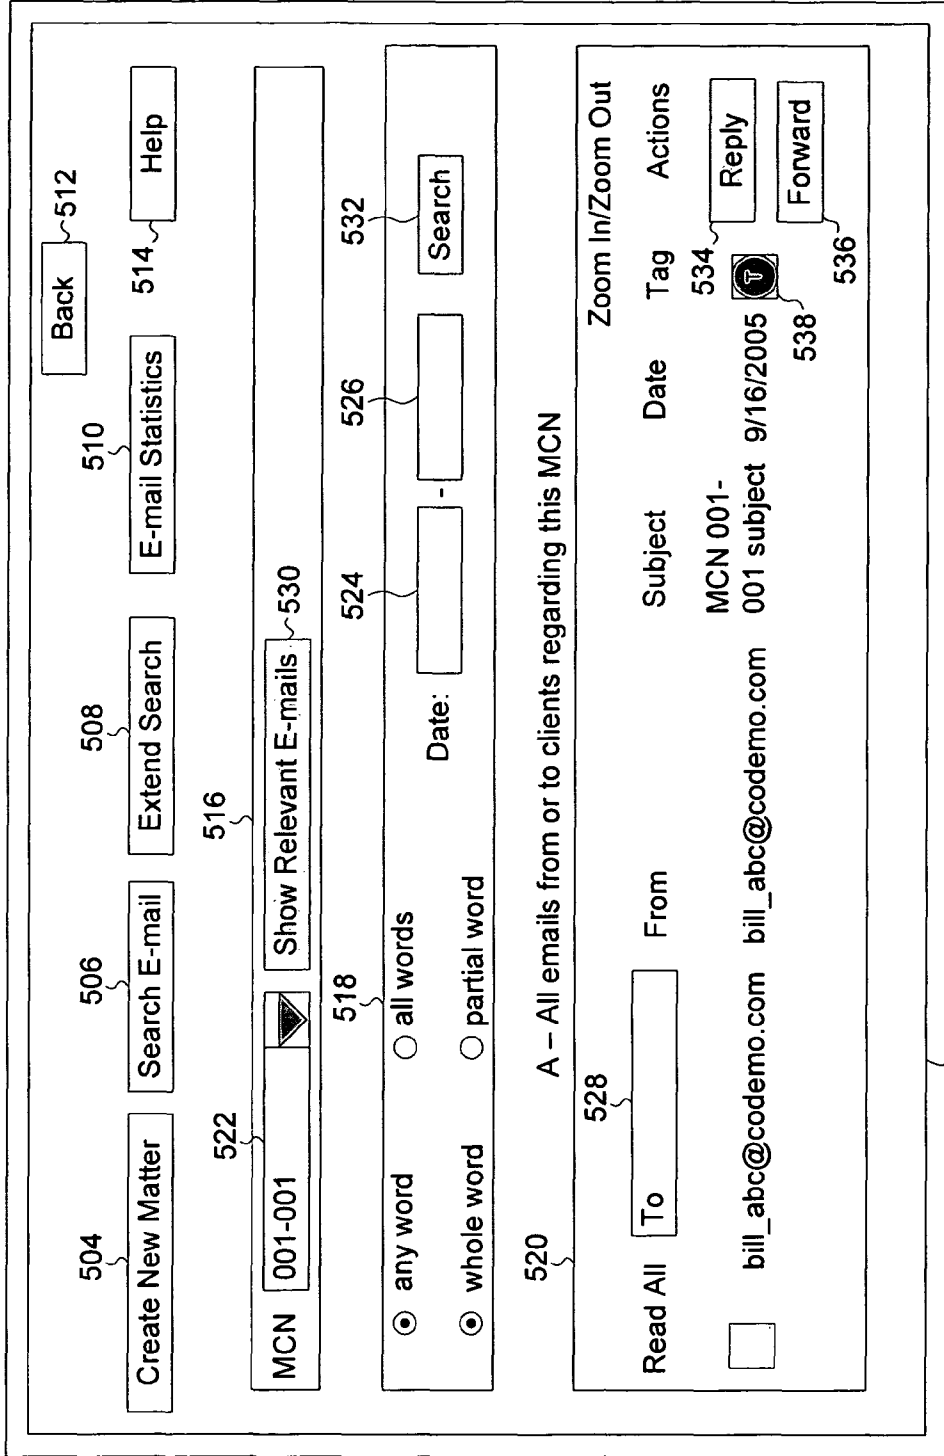 Back
512
504
506
508
510
Create New Matter
Search E-mail
Extend Search
E-mail Statistics
514
Help
522
516
MCN
001-001
Show Relevant E-mails
530
518
524
526
532
any word
all words
whole word
partial word
Date:
-
Search
A – All emails from or to clients regarding this MCN
520
528
Zoom In/Zoom Out
Read All
To
From
Subject
Date
Tag
Actions
534
bill_abc@codemo.com
bill_abc@codemo.com
MCN 001-
001 subject
9/16/2005
T
Reply
538
Forward
536